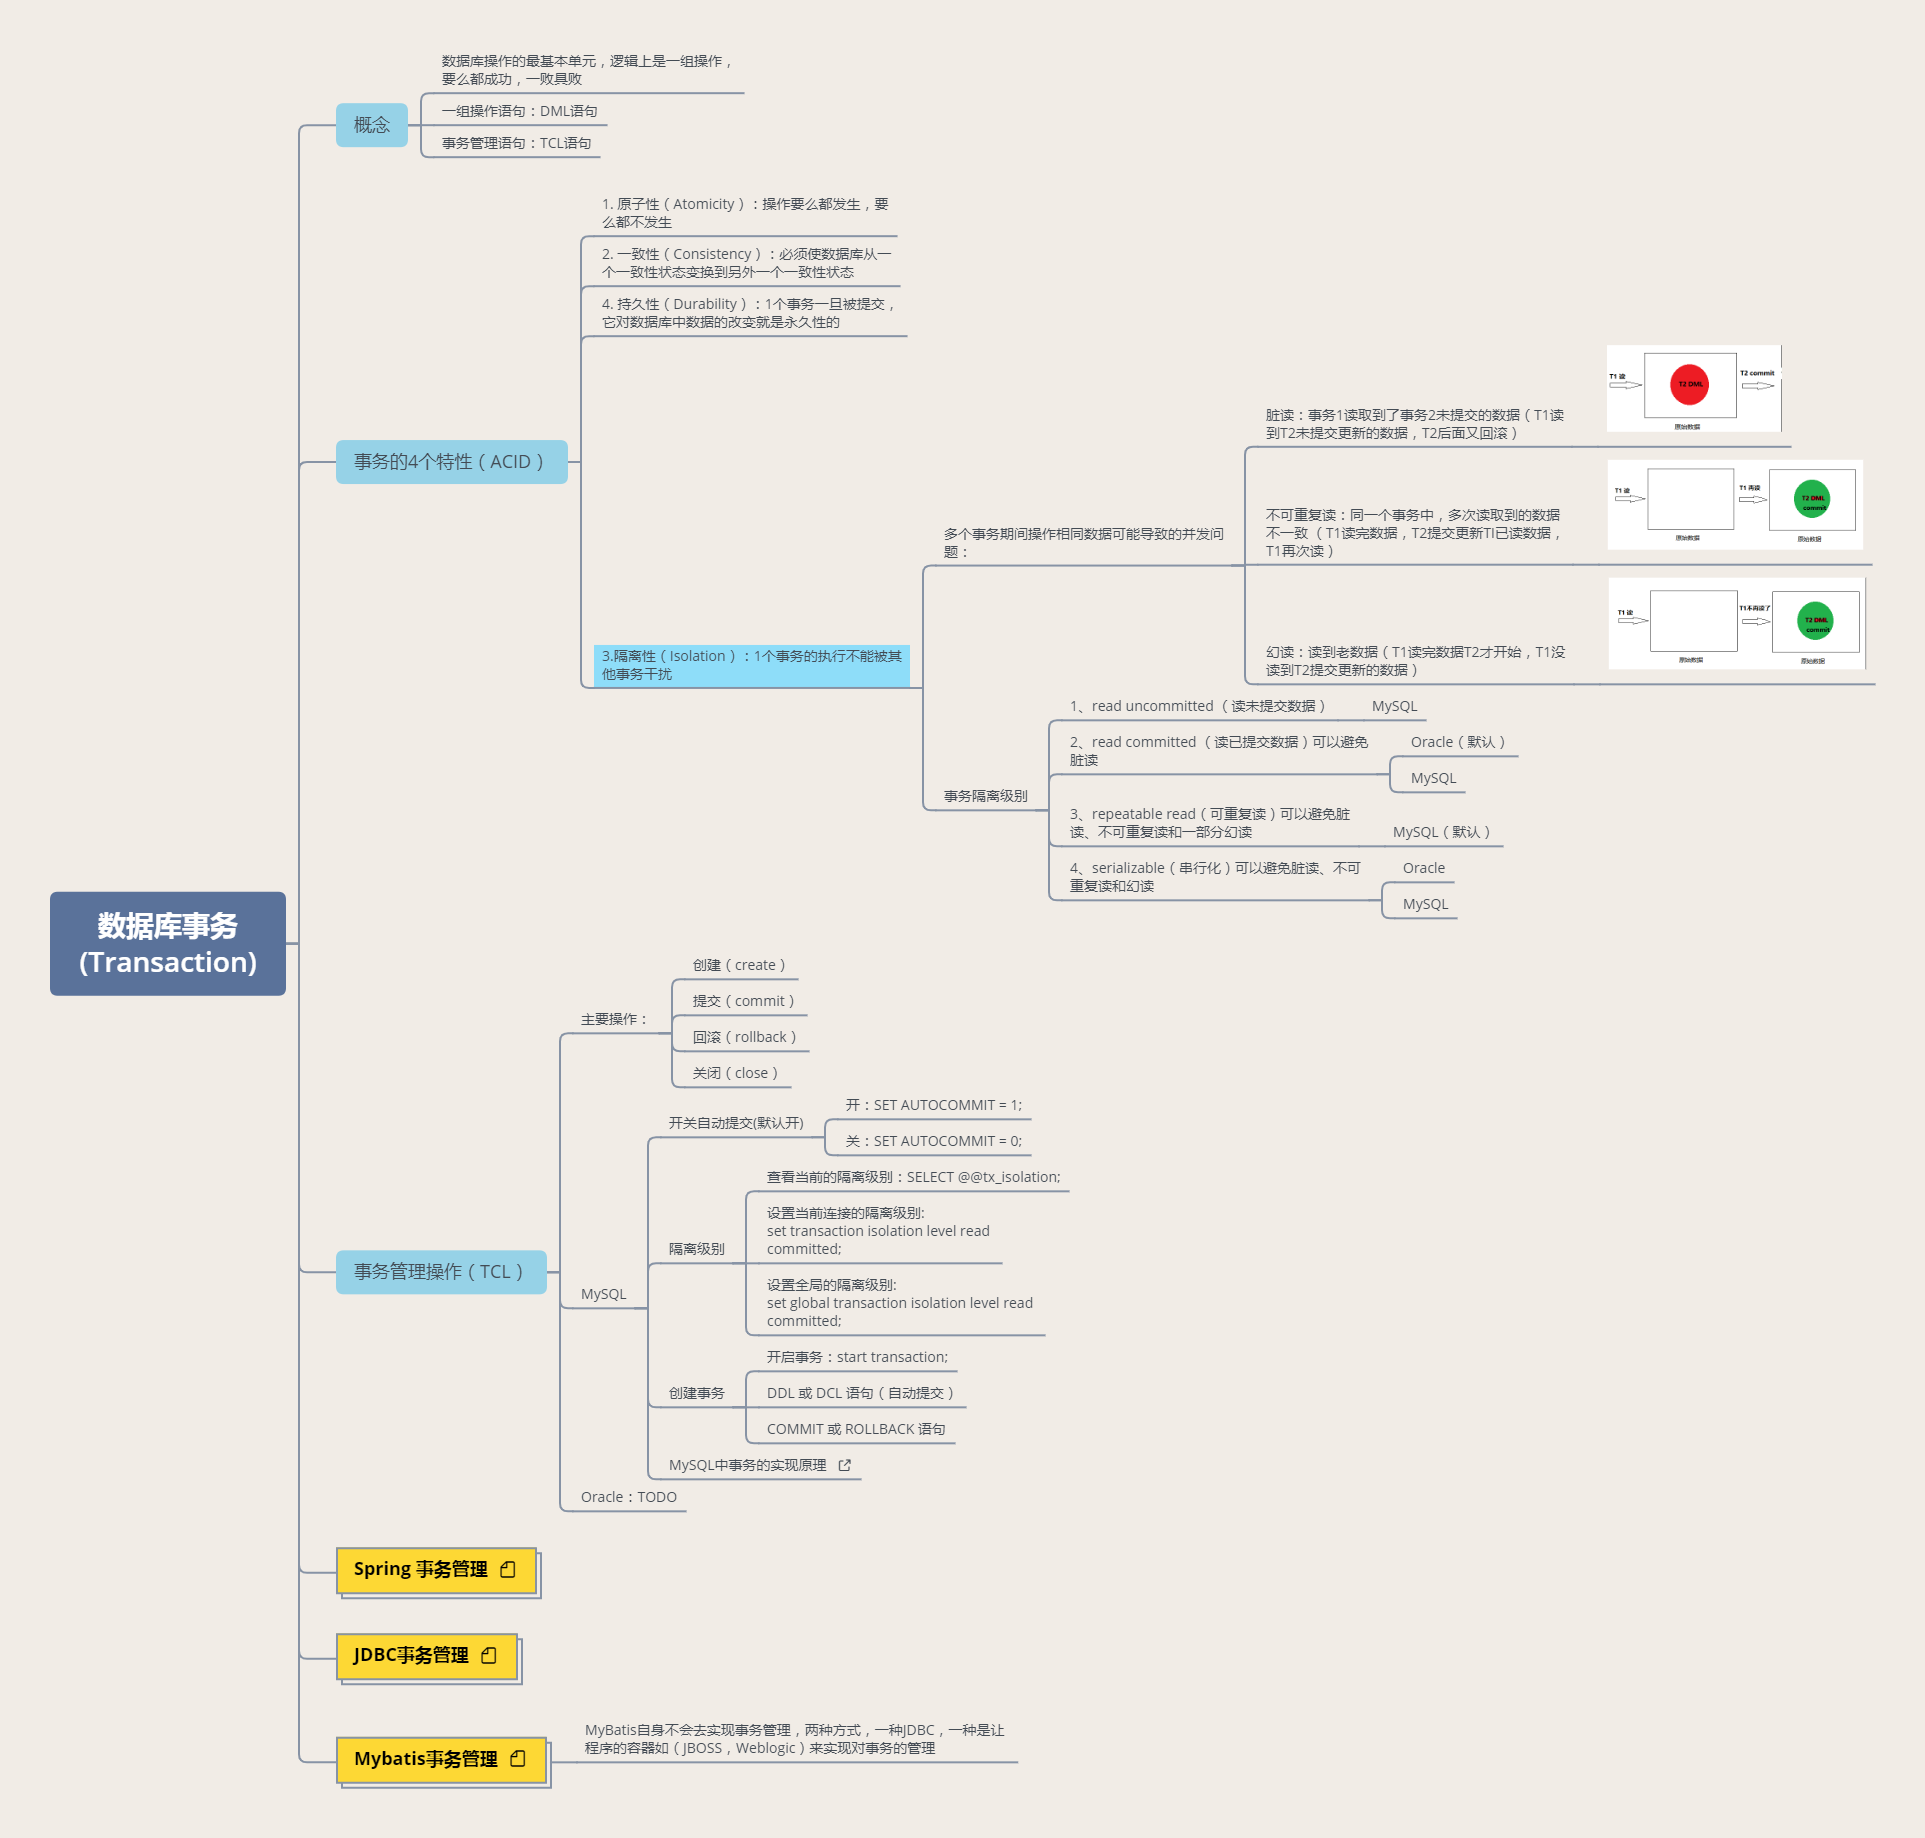 数据库事务
(Transaction)
概念
数据库操作的最基本单元，逻辑上是一组操作，
要么都成功，一败具败
一组操作语句：DML语句
事务管理语句：TCL语句
事务的4个特性（ACID）
1. 原子性（Atomicity）：操作要么都发生，要
么都不发生
2. 一致性（Consistency）：必须使数据库从一
个一致性状态变换到另外一个一致性状态
4. 持久性（Durability）：1个事务一旦被提交，
它对数据库中数据的改变就是永久性的
3.隔离性（Isolation）：1个事务的执行不能被其
他事务干扰
多个事务期间操作相同数据可能导致的并发问
题：
脏读：事务1读取到了事务2未提交的数据（T1读
到T2未提交更新的数据，T2后面又回滚）
T1 读
T2 DML
T2 commit
原始数据
不可重复读：同一个事务中，多次读取到的数据
不一致 （T1读完数据，T2提交更新TI已读数据，
T1再次读）
T1 读
原始数据
T1 再读
T2 DML
commit
原始数据
幻读：读到老数据（T1读完数据T2才开始，T1没
读到T2提交更新的数据）
T1 读
原始数据
T1不再读了
T2 DML
commit
原始数据
事务隔离级别
1、read uncommitted （读未提交数据）
MySQL
2、read committed （读已提交数据）可以避免
脏读
Oracle（默认）
MySQL
3、repeatable read（可重复读）可以避免脏
读、不可重复读和一部分幻读
MySQL（默认）
4、serializable（串行化）可以避免脏读、不可
重复读和幻读
Oracle
MySQL
事务管理操作（TCL）
主要操作：
创建（create）
提交（commit）
回滚（rollback）
关闭（close）
MySQL
开关自动提交(默认开)
开：SET AUTOCOMMIT = 1;
关：SET AUTOCOMMIT = 0;
隔离级别
查看当前的隔离级别：SELECT @@tx_isolation;
设置当前连接的隔离级别:
set transaction isolation level read
committed;
设置全局的隔离级别:
set global transaction isolation level read
committed;
创建事务
开启事务：start transaction;
DDL 或 DCL 语句（自动提交）
COMMIT 或 ROLLBACK 语句
MySQL中事务的实现原理
Oracle：TODO
Spring 事务管理
JDBC事务管理
Mybatis事务管理
MyBatis自身不会去实现事务管理，两种方式，一种JDBC，一种是让
程序的容器如（JBOSS，Weblogic）来实现对事务的管理